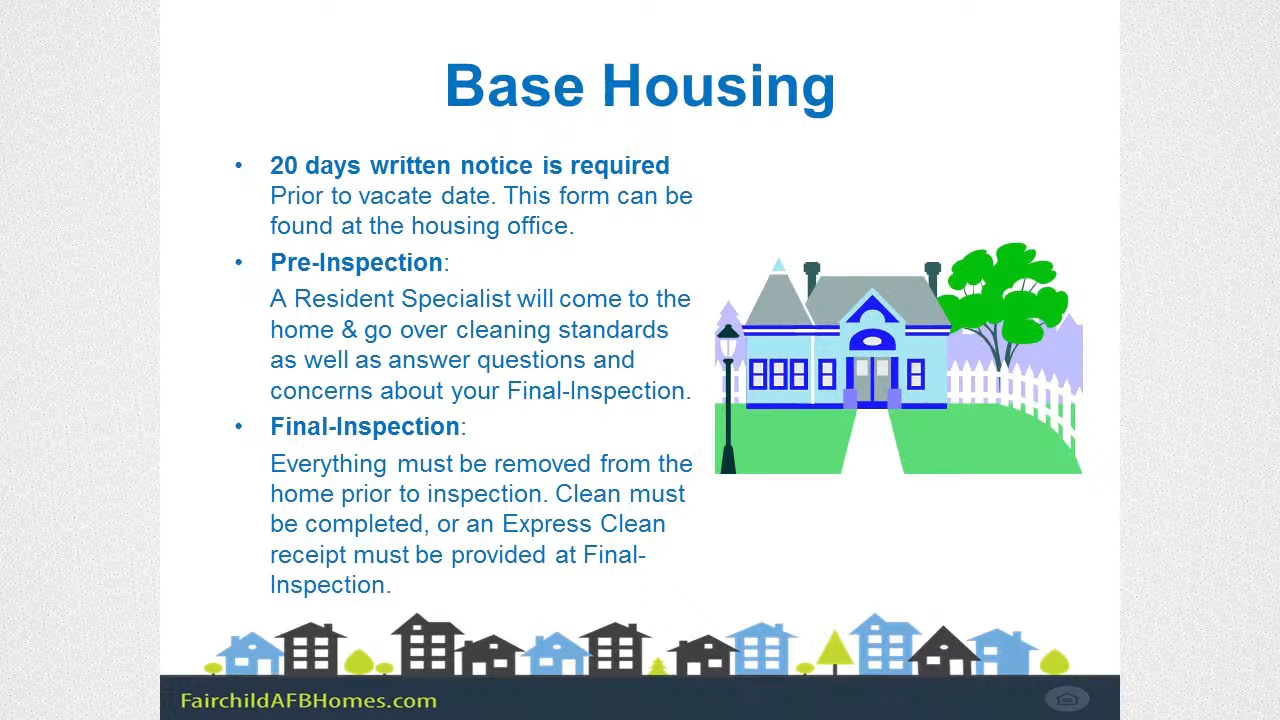 Base Housing
• 20 days written notice is required
Prior to vacate date. This form can be
found at the housing office.
• Pre-Inspection:
A Resident Specialist will come to the
home & go over cleaning standards
as well as answer questions and
concerns about your Final-Inspection.
• Final-Inspection:
Everything must be removed from the
home prior to inspection. Clean must
be completed, or an Express Clean
receipt must be provided at Final-
Inspection.
FairchildAFBHomes.com